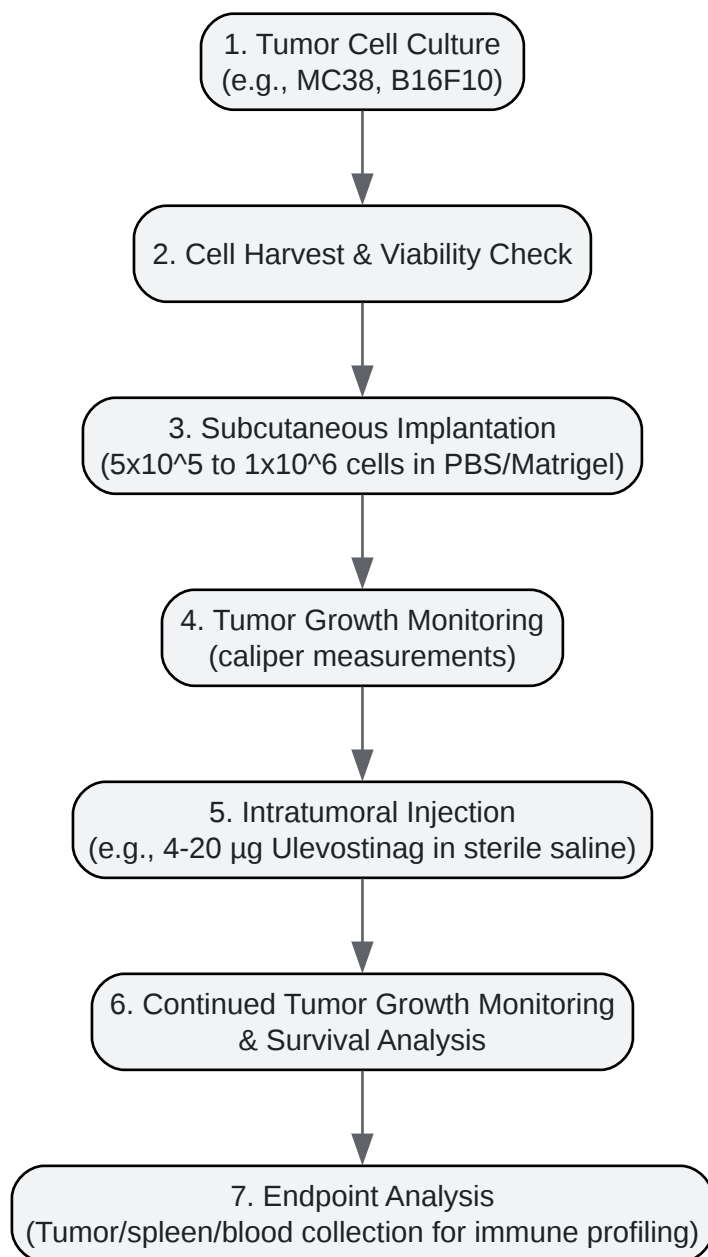 1. Tumor Cell Culture
(e.g., MC38, B16F10)
2. Cell Harvest & Viability Check
3. Subcutaneous Implantation
(5x10^5 to 1x10^6 cells in PBS/Matrigel)
4. Tumor Growth Monitoring
(caliper measurements)
5. Intratumoral Injection
(e.g., 4-20 µg Ulevostinag in sterile saline)
6. Continued Tumor Growth Monitoring
& Survival Analysis
7. Endpoint Analysis
(Tumor/spleen/blood collection for immune profiling)